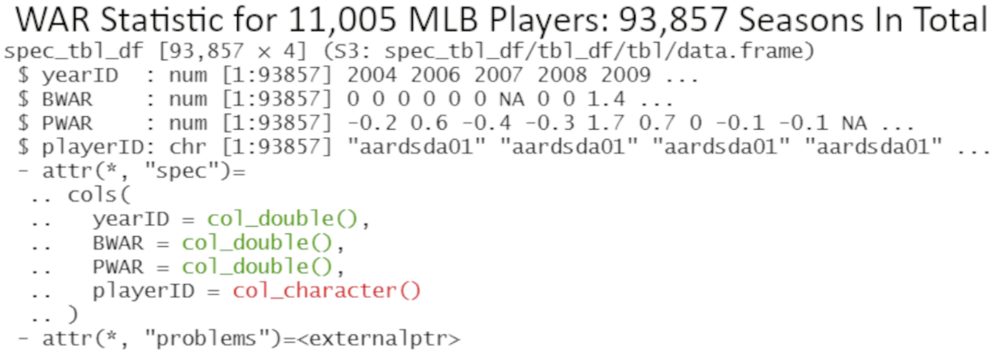 WAR Statistic for 11,005 MLB Players: 93,857 Seasons In Total
spec_tbl_df [93,857 × 4] (S3: spec_tbl_df/tbl_df/tbl/data.frame)
 $ yearID  : num [1:93857] 2004 2006 2007 2008 2009 ...
 $ BWAR    : num [1:93857] 0 0 0 0 0 0 NA 0 0 1.4 ...
 $ PWAR    : num [1:93857] -0.2 0.6 -0.4 -0.3 1.7 0.7 0 -0.1 -0.1 NA ...
 $ playerID: chr [1:93857] "aardsda01" "aardsda01" "aardsda01" "aardsda01" ...
 - attr(*, "spec")=
  .. cols(
  ..   yearID = col_double(),
  ..   BWAR = col_double(),
  ..   PWAR = col_double(),
  ..   playerID = col_character()
  .. )
 - attr(*, "problems")=<externalptr>